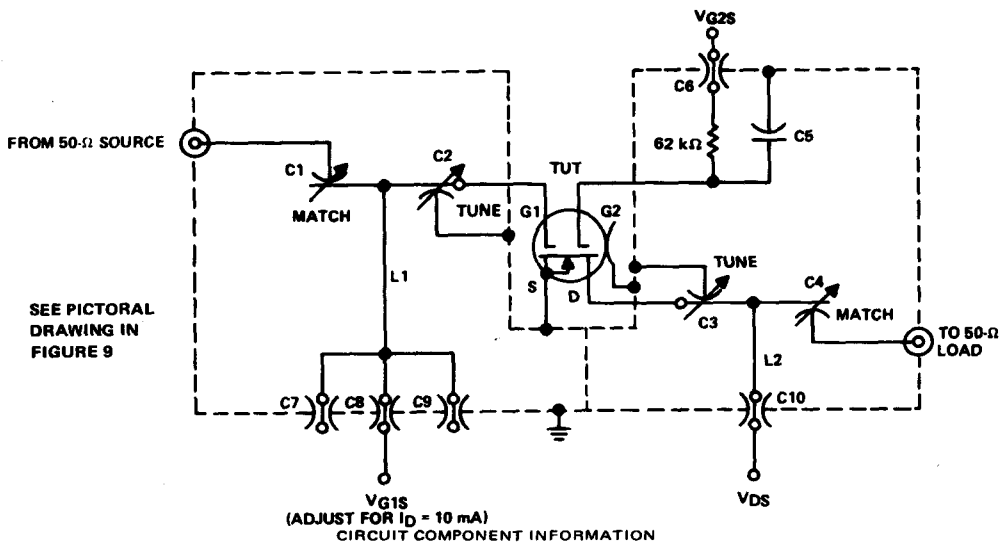 VG2S
C6
62 kΩ
C5
FROM 50-Ω SOURCE
C1
MATCH
C2
TUNE
TUT
G1
G2
S
D
TUNE
C3
C4
MATCH
L1
L2
SEE PICTORAL
DRAWING IN
FIGURE 9
TO 50-Ω
LOAD
C7
C8
C9
C10
VG1S
(ADJUST FOR ID = 10 mA)
VDS
CIRCUIT COMPONENT INFORMATION